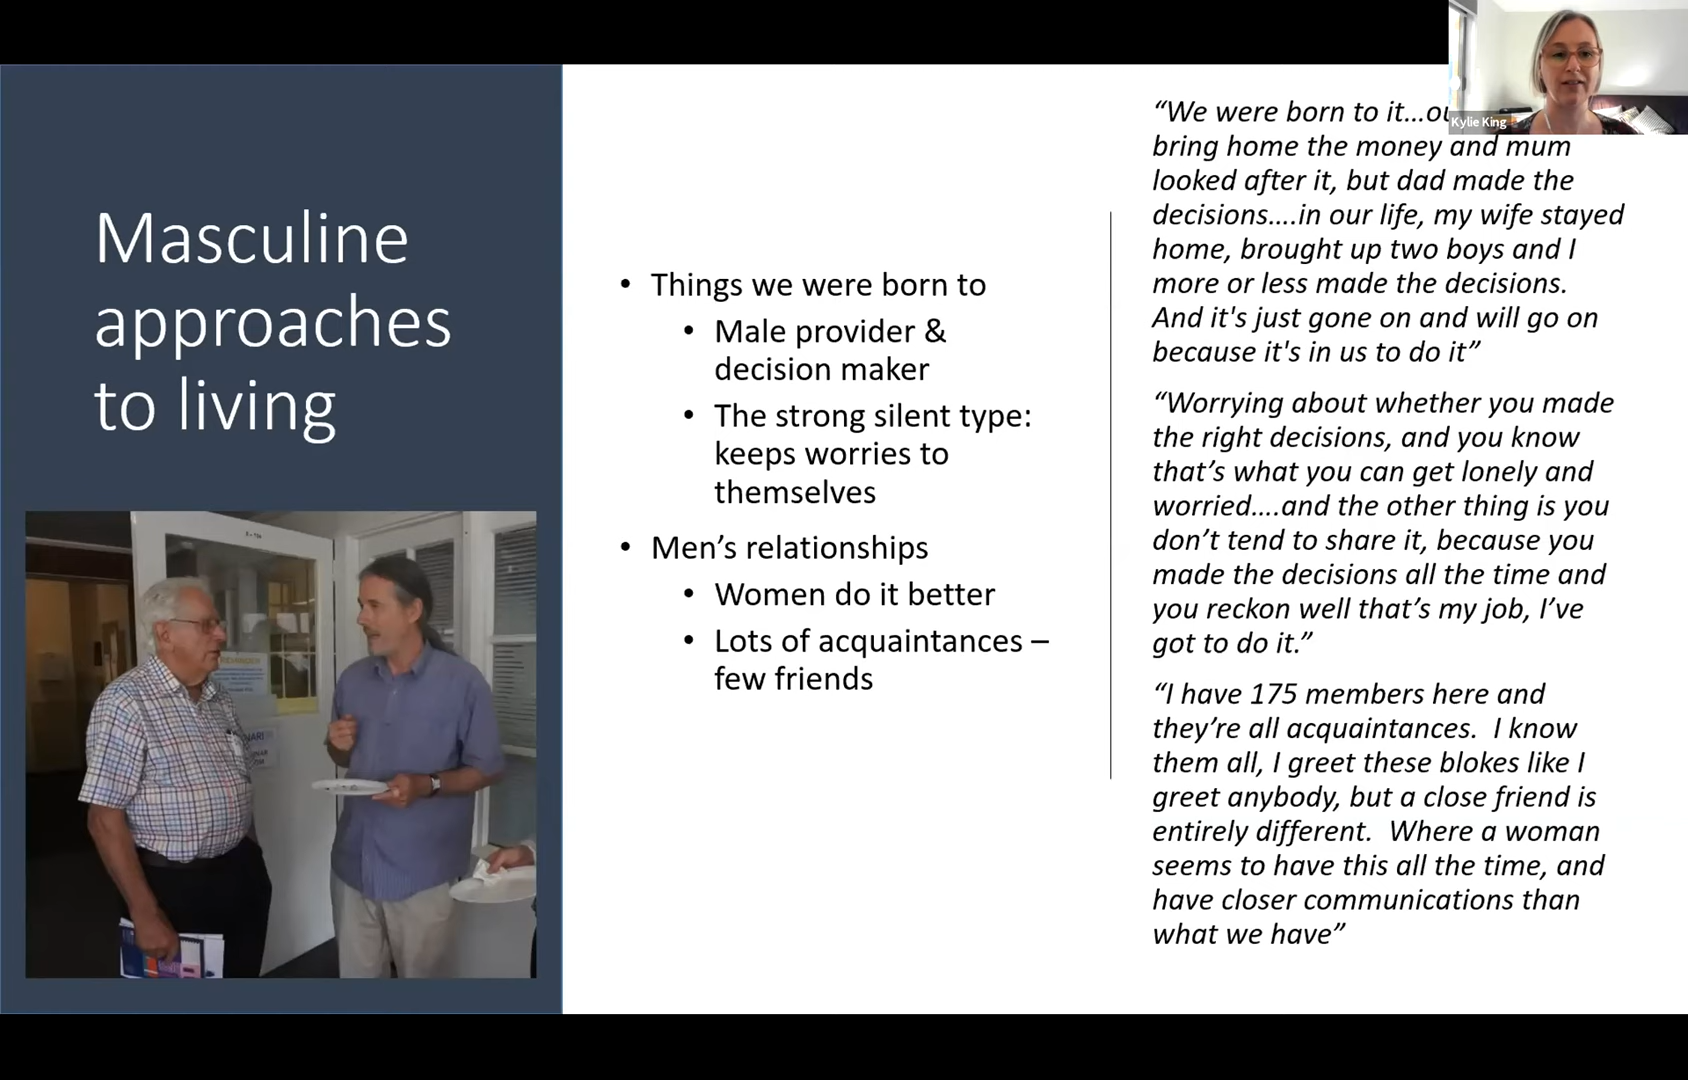 Masculine
approaches
to living
• Things we were born to
• Male provider &
decision maker
• The strong silent type:
keeps worries to
themselves
• Men’s relationships
• Women do it better
• Lots of acquaintances –
few friends
Kylie King
“We were born to it…
bring home the money and mum
looked after it, but dad made the
decisions….in our life, my wife stayed
home, brought up two boys and I
more or less made the decisions.
And it's just gone on and will go on
because it's in us to do it”
“Worrying about whether you made
the right decisions, and you know
that’s what you can get lonely and
worried….and the other thing is you
don’t tend to share it, because you
made the decisions all the time and
you reckon well that’s my job, I’ve
got to do it.”
“I have 175 members here and
they’re all acquaintances.  I know
them all, I greet these blokes like I
greet anybody, but a close friend is
entirely different.  Where a woman
seems to have this all the time, and
have closer communications than
what we have”